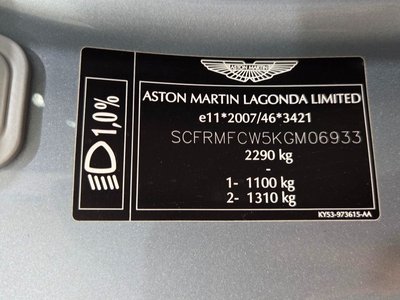 ASTON MARTIN
ASTON MARTIN LAGONDA LIMITED
e11*2007/46*3421
SCFRMFCW5KGM06933
2290 kg
-
1- 1100 kg
2- 1310 kg
1,0%
KY53-973615-AA